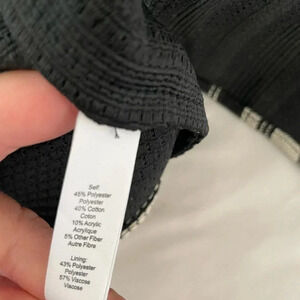 Self:
45% Polyester
Polyester
40% Cotton
Coton
10% Acrylic
Acrylique
5% Other Fiber
Autre Fibre
Lining:
43% Polyester
Polyester
57% Viscose
Viscose